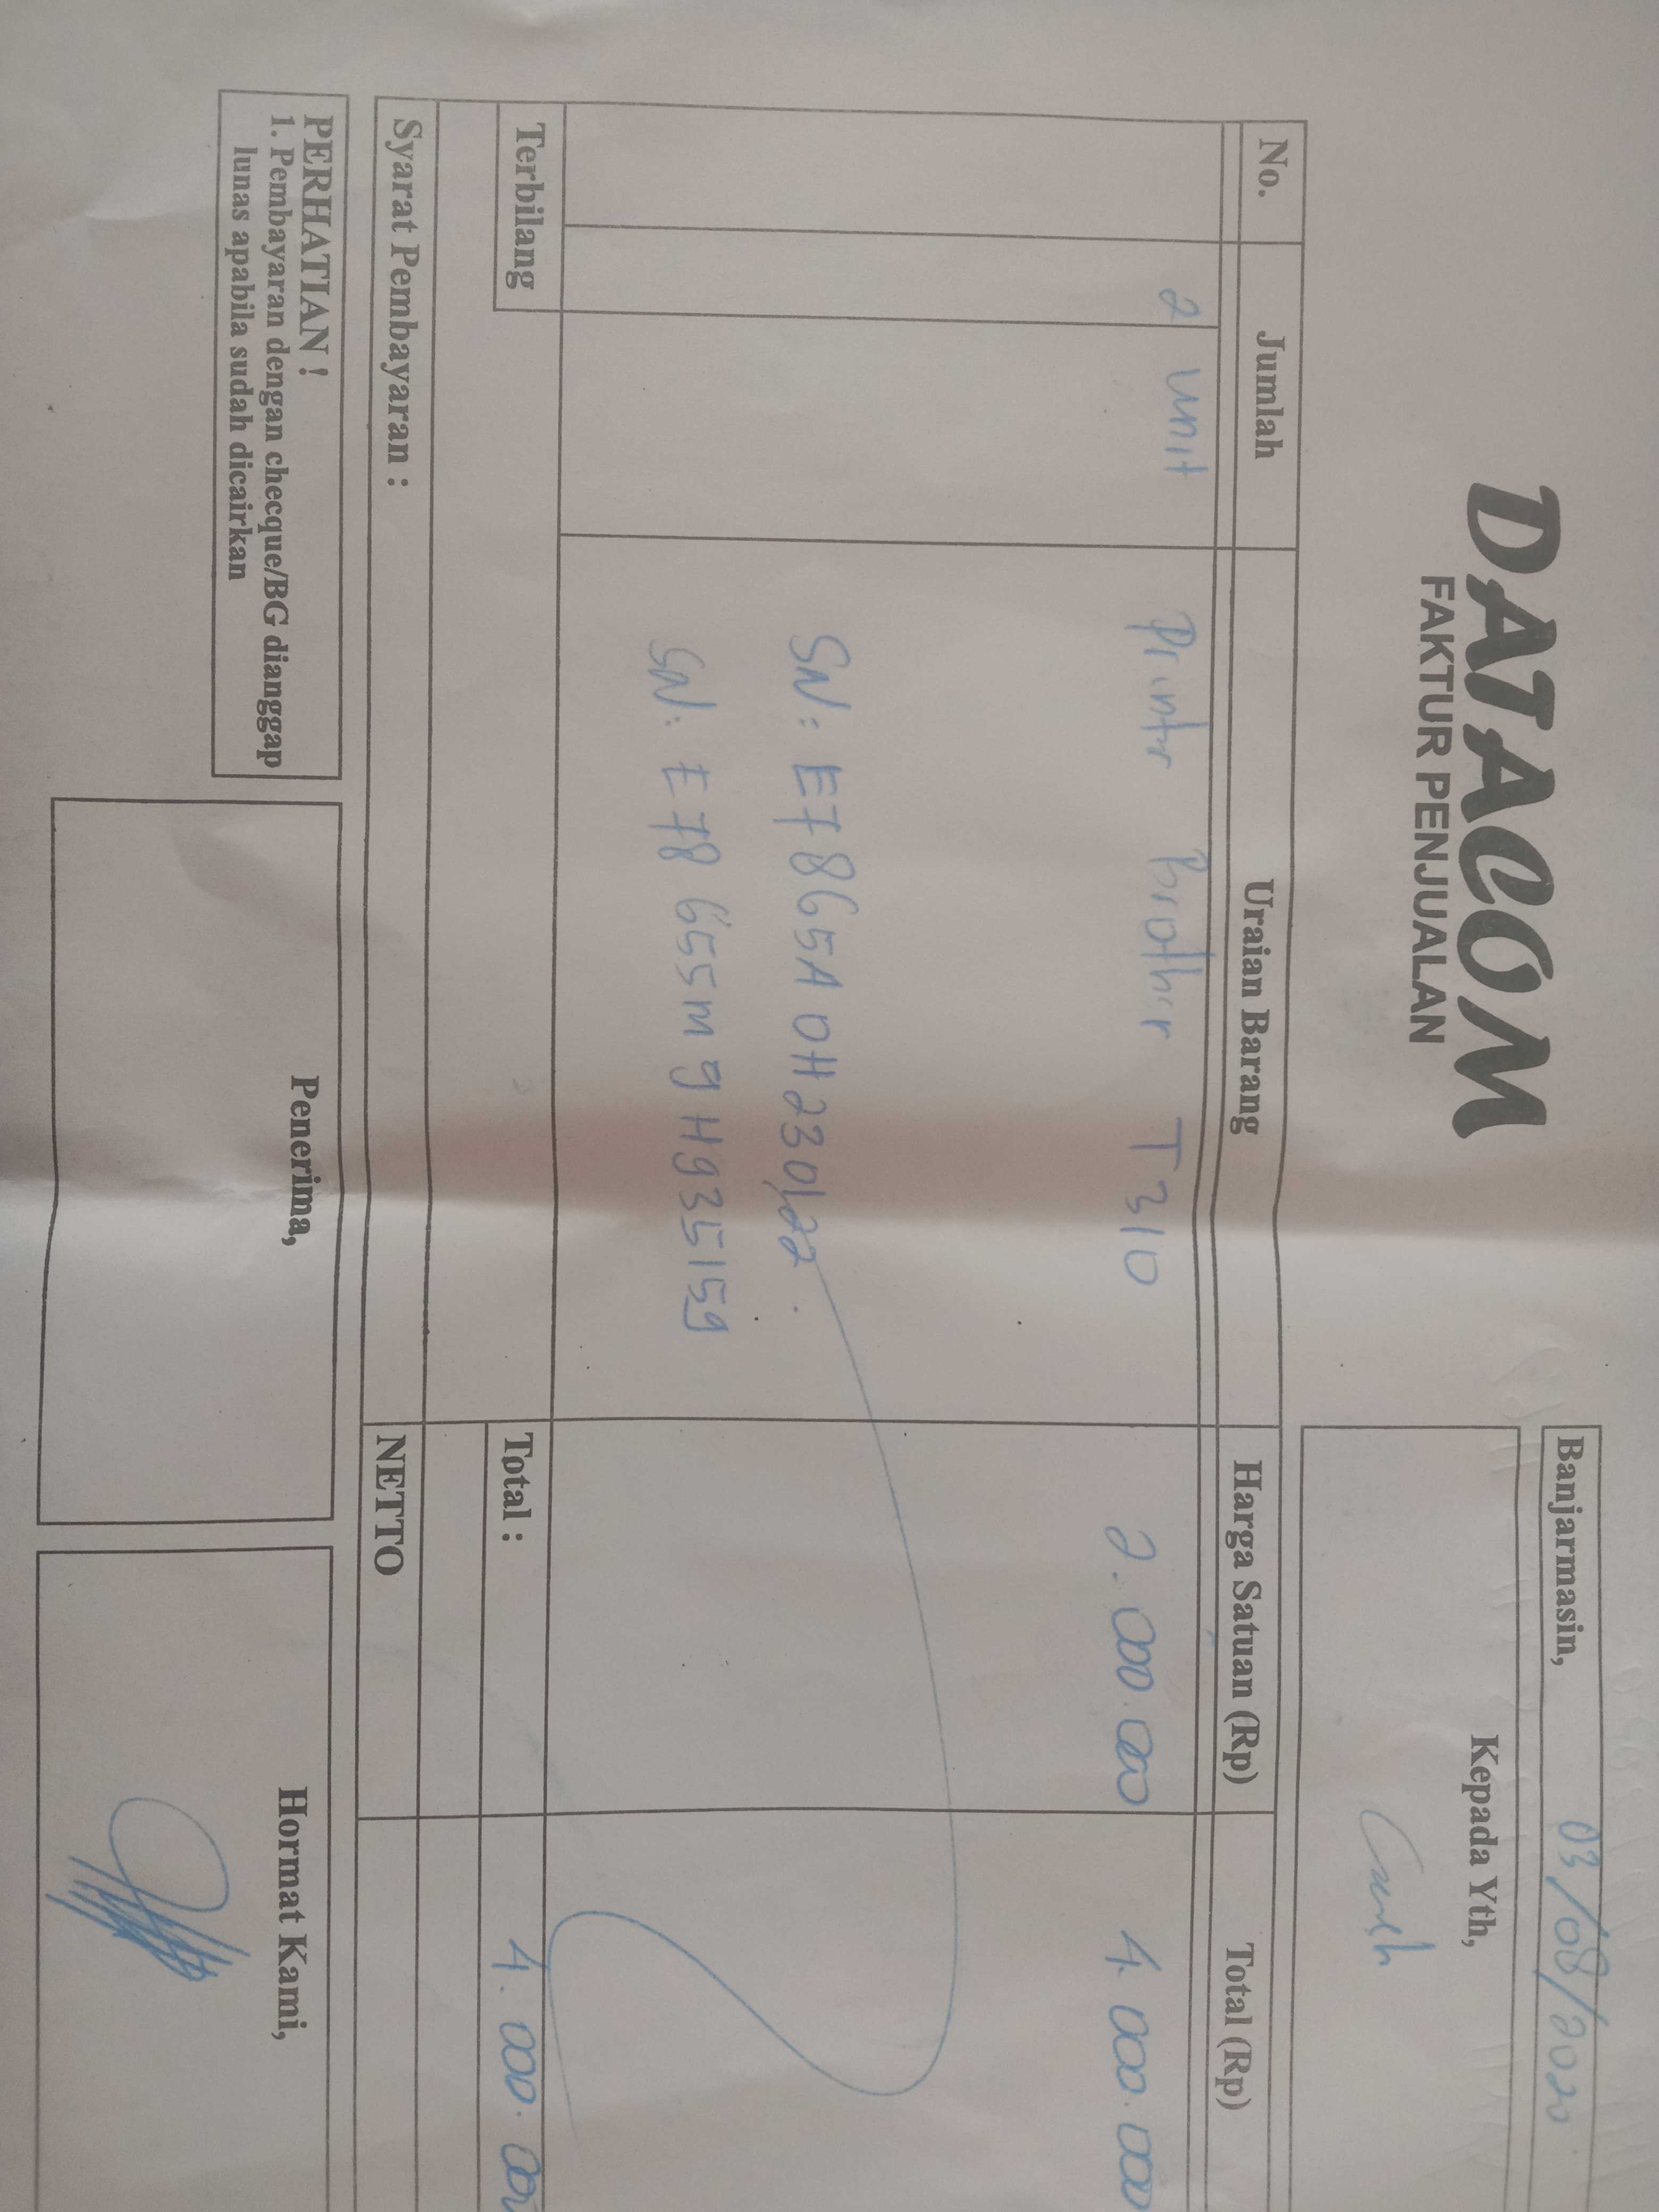 DATACOM
FAKTUR PENJUALAN
Banjarmasin, 03/08/2020
Kepada Yth,
Cash
No. Jumlah Uraian Barang Harga Satuan (Rp) Total (Rp)
2 unit Printer Brother T310 2.000.000 4.000.000
SN: E78G65A0H230122.
SN: E78655M9H935159
Terbilang Total : 4.000.000
Syarat Pembayaran : NETTO
PERHATIAN !
1. Pembayaran dengan checque/BG dianggap
lunas apabila sudah dicairkan
Penerima,
Hormat Kami,